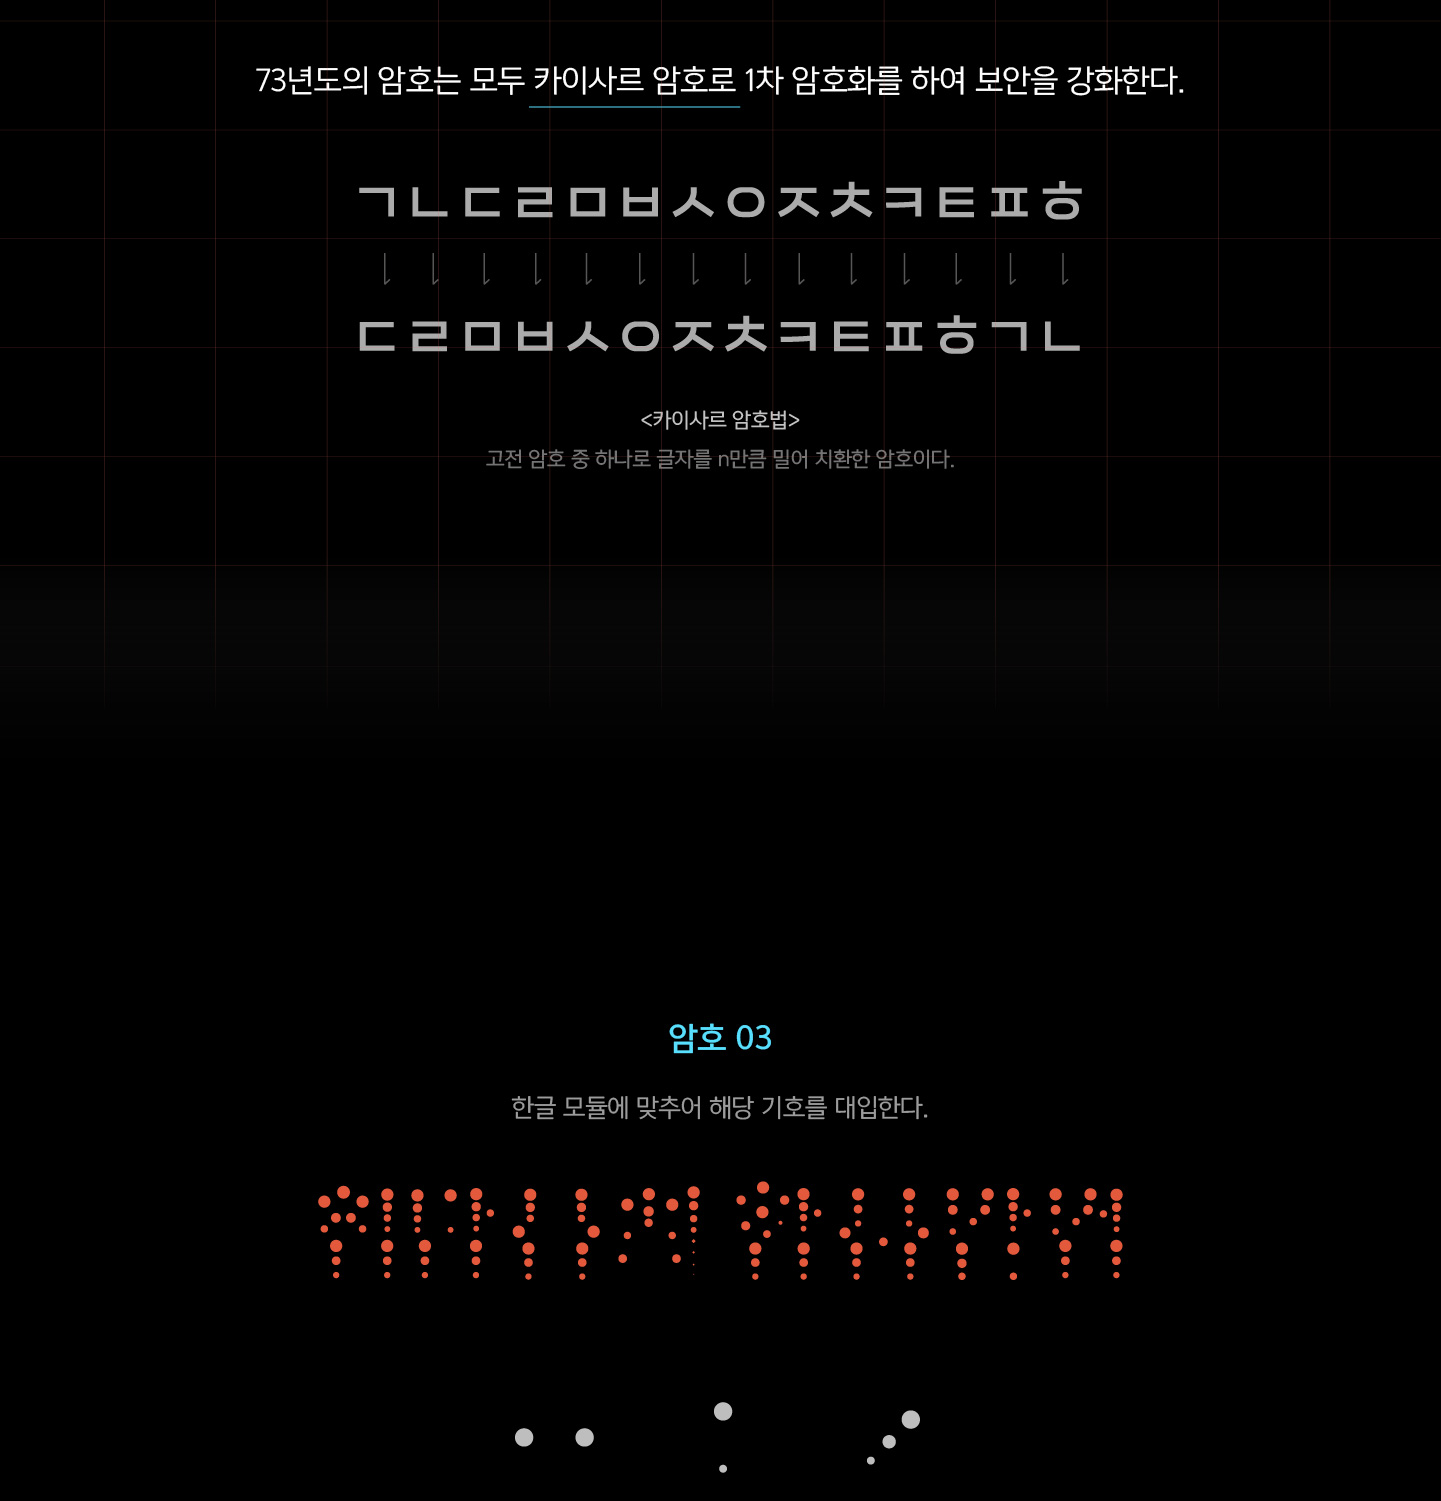 73년도의 암호는 모두 카이사르 암호로 1차 암호화를 하여 보안을 강화한다.
ㄱㄴㄷㄹㅁㅂㅅㅇㅈㅊㅋㅌㅍㅎ
ㄷㄹㅁㅂㅅㅇㅈㅊㅋㅌㅍㅎㄱㄴ
<카이사르 암호법>
고전 암호 중 하나로 글자를 n만큼 밀어 치환한 암호이다.
암호 03
한글 모듈에 맞추어 해당 기호를 대입한다.